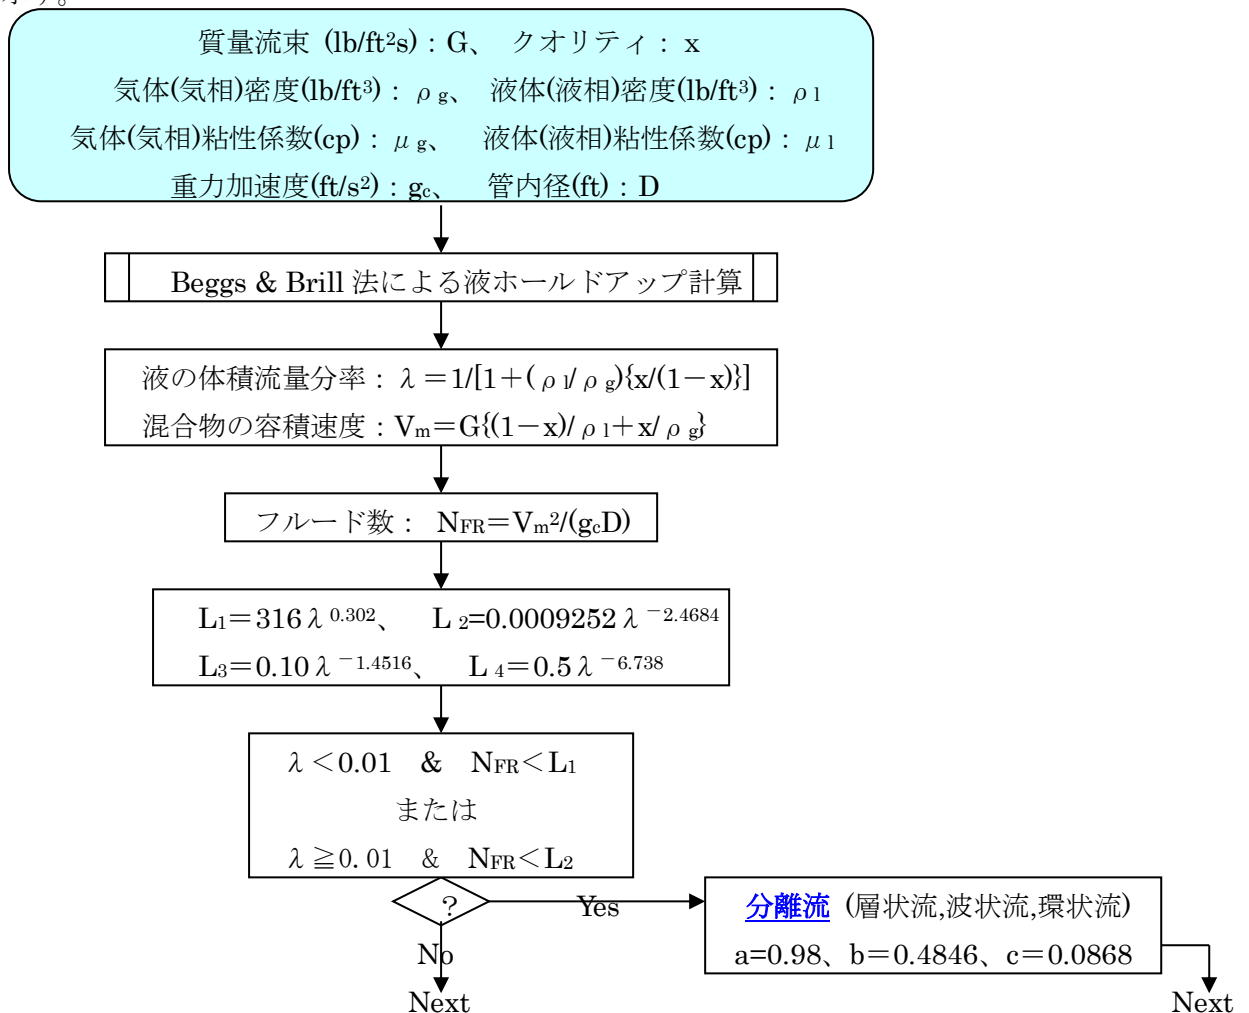 す。
質量流束 (lb/ft²s)：G、 クオリティ： x
気体(気相)密度(lb/ft³)： ρg、 液体(液相)密度(lb/ft³)： ρl
気体(気相)粘性係数(cp)： μg、 液体(液相)粘性係数(cp)： μl
重力加速度(ft/s²)：gc、 管内径(ft)：D
Beggs & Brill 法による液ホールドアップ計算
液の体積流量分率： λ＝1/[1＋(ρl/ρg){x/(1－x)}]
混合物の容積速度：Vm＝G{(1－x)/ρl＋x/ρg}
フルード数： NFR＝Vm²/(gcD)
L1＝316λ^0.302、 L2=0.0009252λ^－2.4684
L3＝0.10λ^－1.4516、 L4＝0.5λ^－6.738
λ＜0.01 & NFR＜L1
または
λ≧0.01 & NFR＜L2
？
Yes
分離流 (層状流,波状流,環状流)
a=0.98、b＝0.4846、c＝0.0868
No
Next
Next